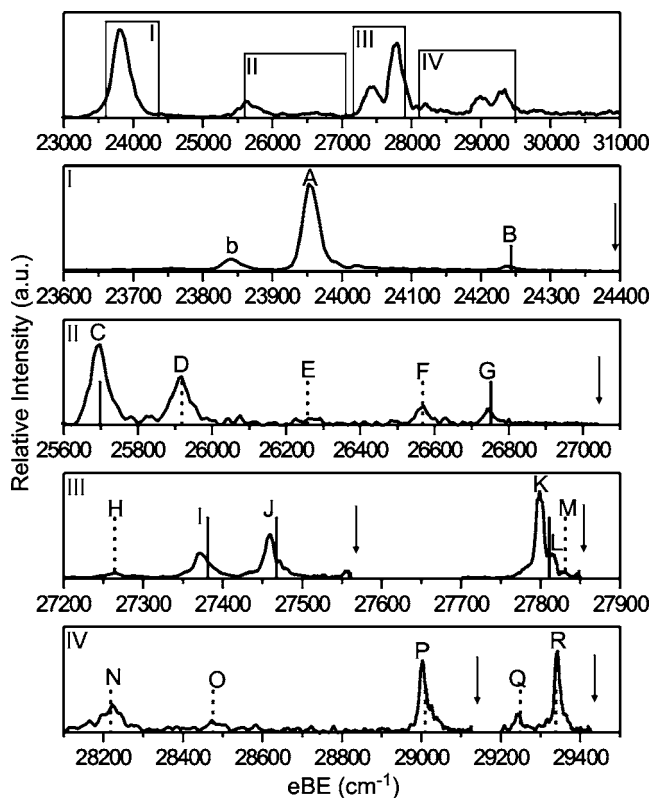 I
II
III
IV
23000 24000 25000 26000 27000 28000 29000 30000 31000
I
b
A
B
23600 23700 23800 23900 24000 24100 24200 24300 24400
II
C
D
E
F
G
25600 25800 26000 26200 26400 26600 26800 27000
III
H
I
J
K
L
M
27200 27300 27400 27500 27600 27700 27800 27900
IV
N
O
P
Q
R
28200 28400 28600 28800 29000 29200 29400
eBE (cm⁻¹)
Relative Intensity (a.u.)